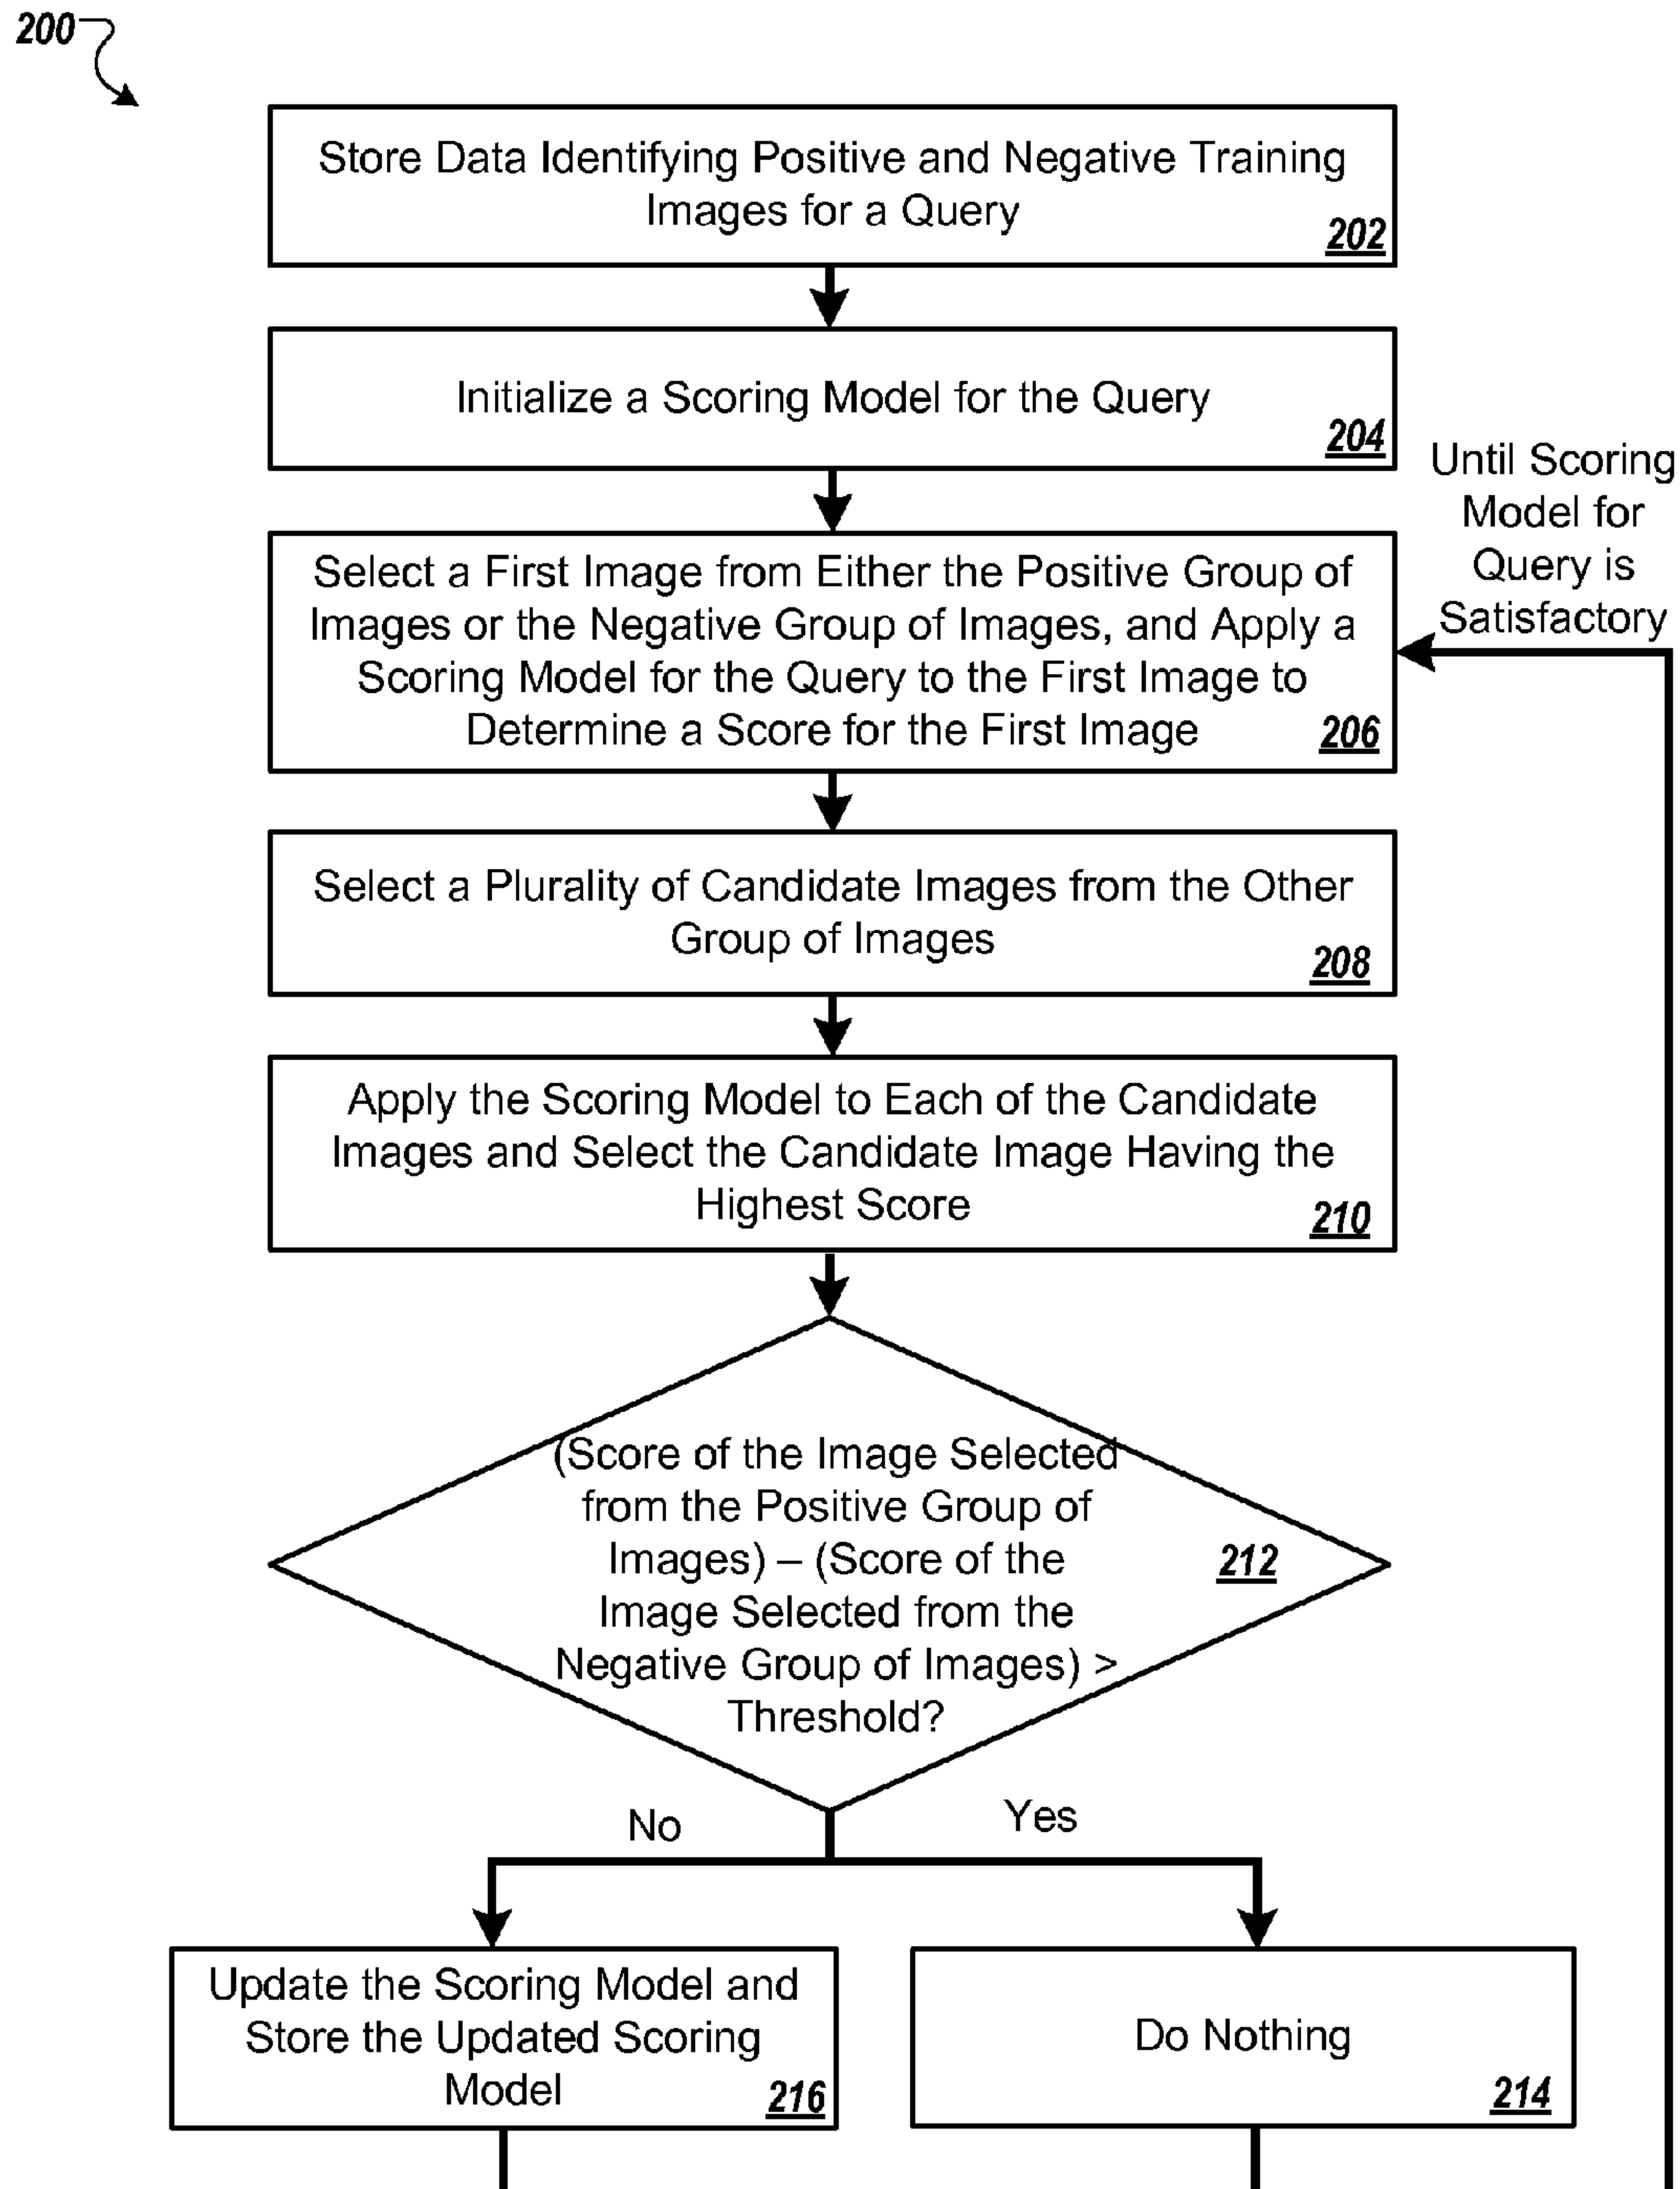 200
Store Data Identifying Positive and Negative Training
Images for a Query
202
Initialize a Scoring Model for the Query
204
Until Scoring
Model for
Query is
Satisfactory
Select a First Image from Either the Positive Group of
Images or the Negative Group of Images, and Apply a
Scoring Model for the Query to the First Image to
Determine a Score for the First Image
206
Select a Plurality of Candidate Images from the Other
Group of Images
208
Apply the Scoring Model to Each of the Candidate
Images and Select the Candidate Image Having the
Highest Score
210
(Score of the Image Selected
from the Positive Group of
Images) – (Score of the
Image Selected from the
Negative Group of Images) >
Threshold?
212
No
Yes
Update the Scoring Model and
Store the Updated Scoring
Model
216
Do Nothing
214